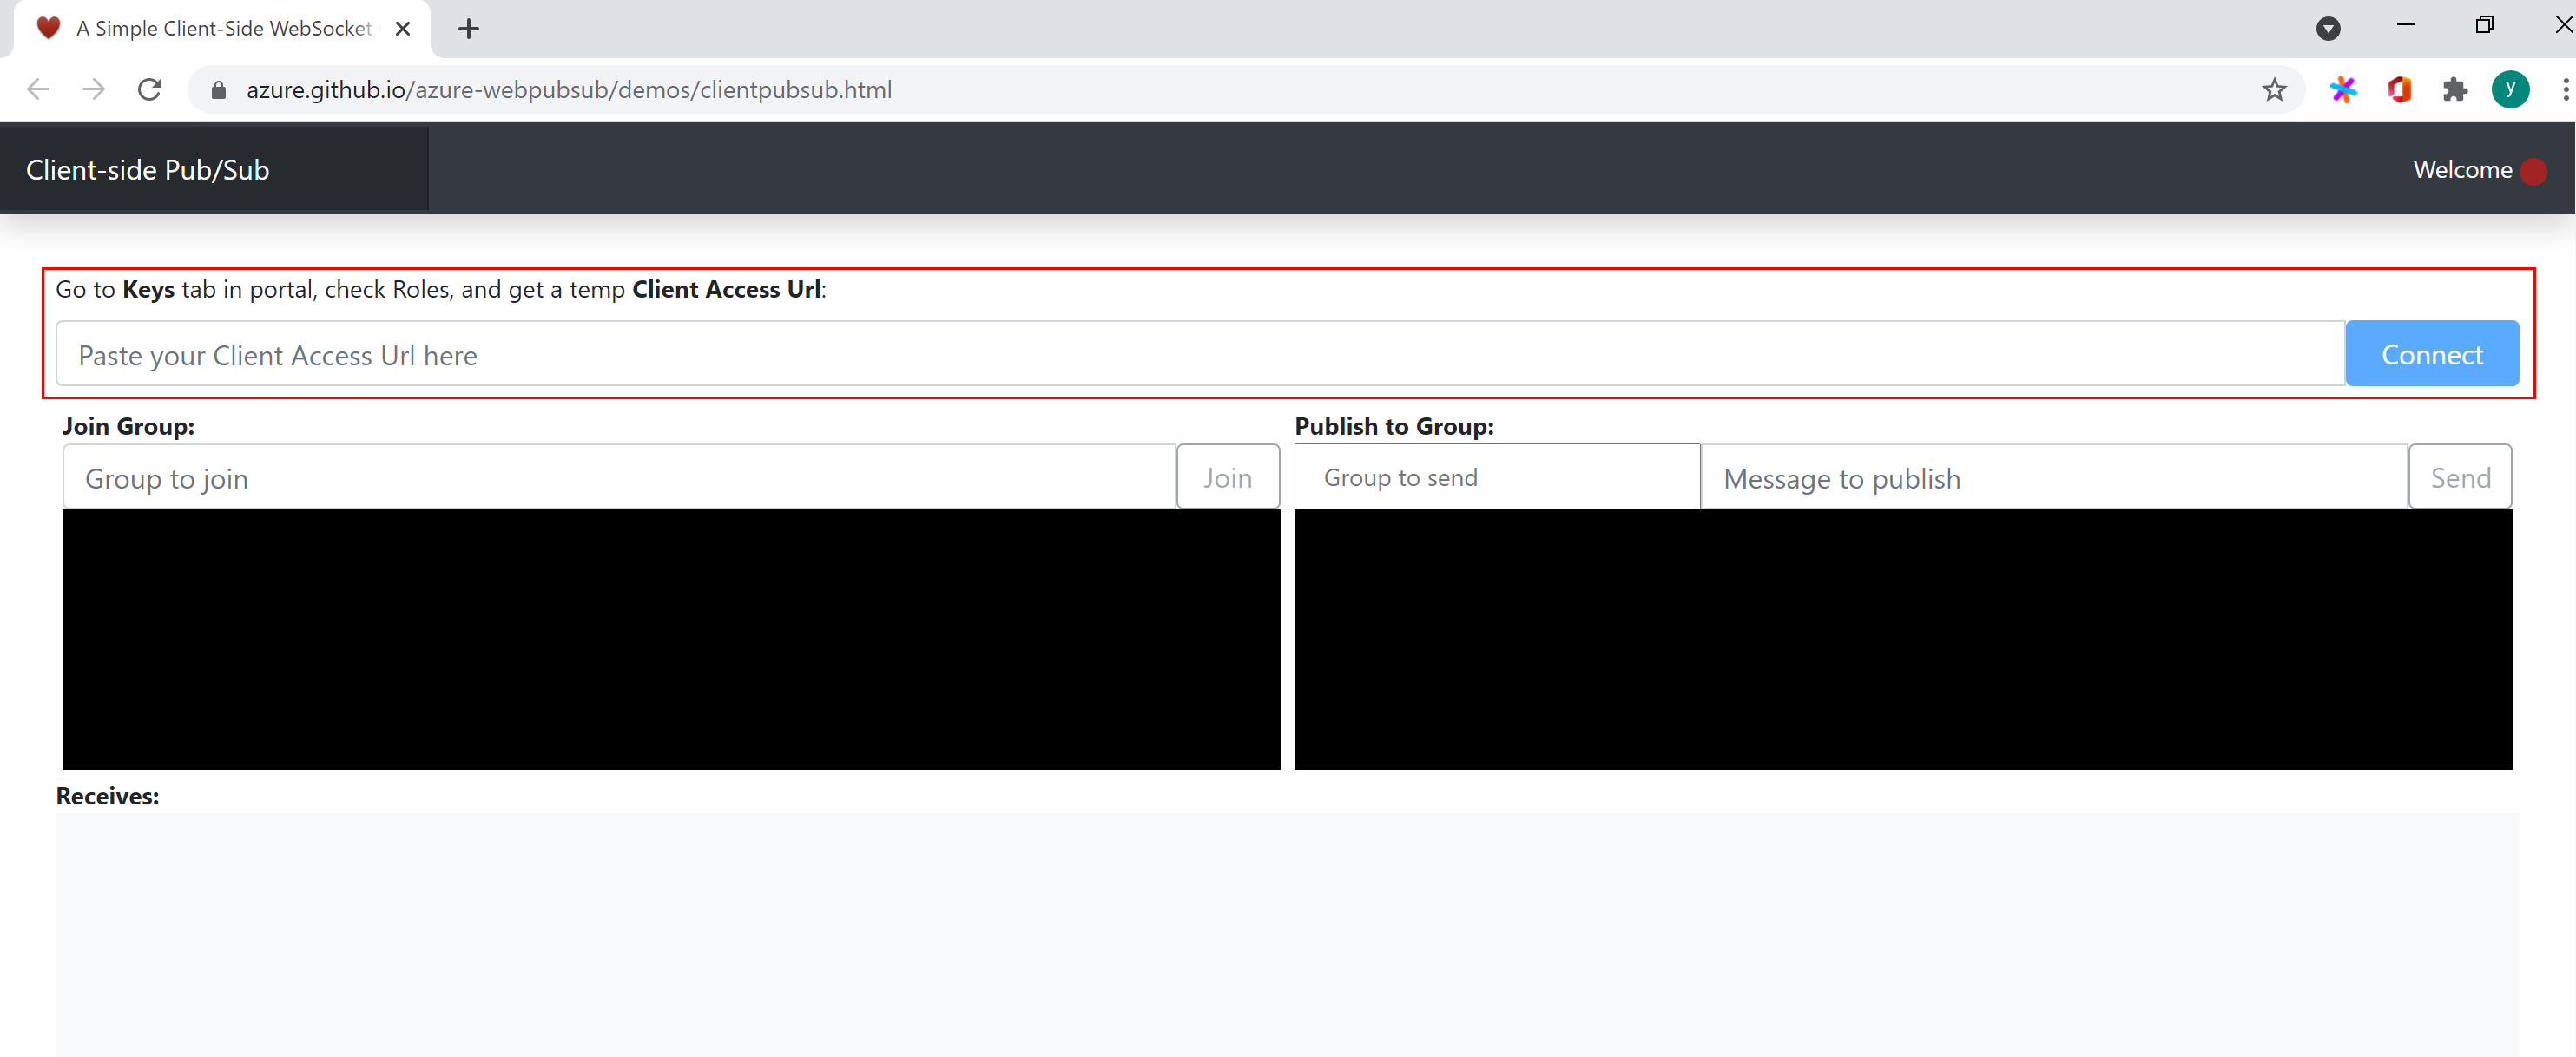 A Simple Client-Side WebSocket
azure.github.io/azure-webpubsub/demos/clientpubsub.html
y
Client-side Pub/Sub
Welcome
Go to Keys tab in portal, check Roles, and get a temp Client Access Url:
Paste your Client Access Url here
Connect
Join Group:
Group to join
Join
Publish to Group:
Group to send
Message to publish
Send
Receives: